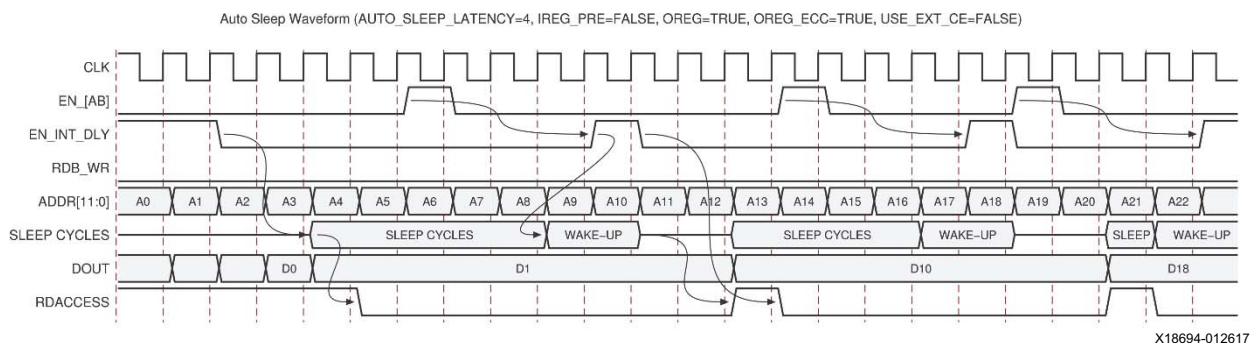 Auto Sleep Waveform (AUTO_SLEEP_LATENCY=4, IREG_PRE=FALSE, OREG=TRUE, OREG_ECC=TRUE, USE_EXT_CE=FALSE)
CLK
EN_[AB]
EN_INT_DLY
RDB_WR
ADDR[11:0] A0 A1 A2 A3 A4 A5 A6 A7 A8 A9 A10 A11 A12 A13 A14 A15 A16 A17 A18 A19 A20 A21 A22
SLEEP CYCLES SLEEP CYCLES WAKE-UP SLEEP CYCLES WAKE-UP SLEEP WAKE-UP
DOUT D0 D1 D10 D18
RDACCESS
X18694-012617